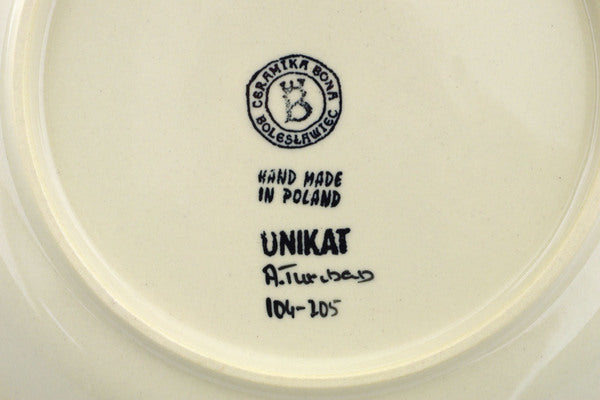 CERAMIKA BONA
BOLESŁAWIEC
B
HAND MADE
IN POLAND
UNIKAT
104-205